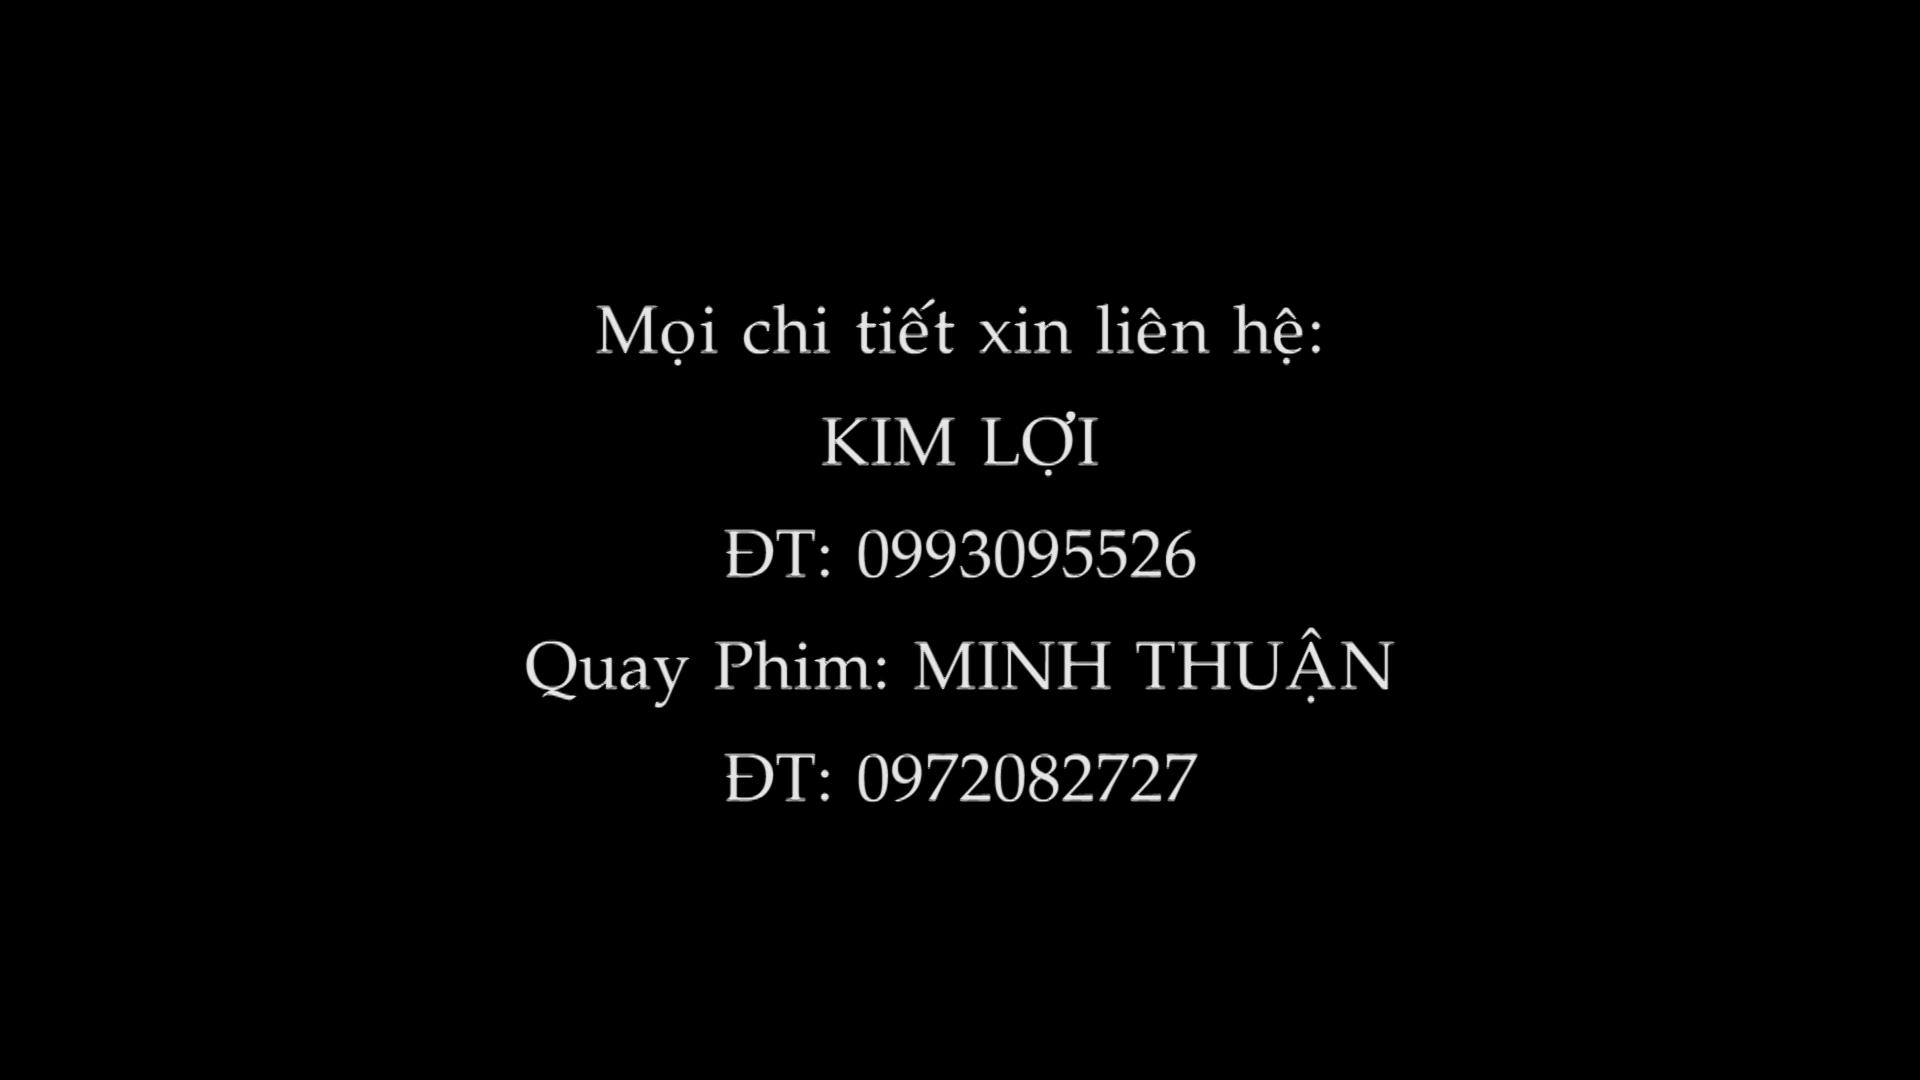 Mọi chi tiết xin liên hệ:
KIM LỢI
ĐT: 0993095526
Quay Phim: MINH THUẬN
ĐT: 0972082727